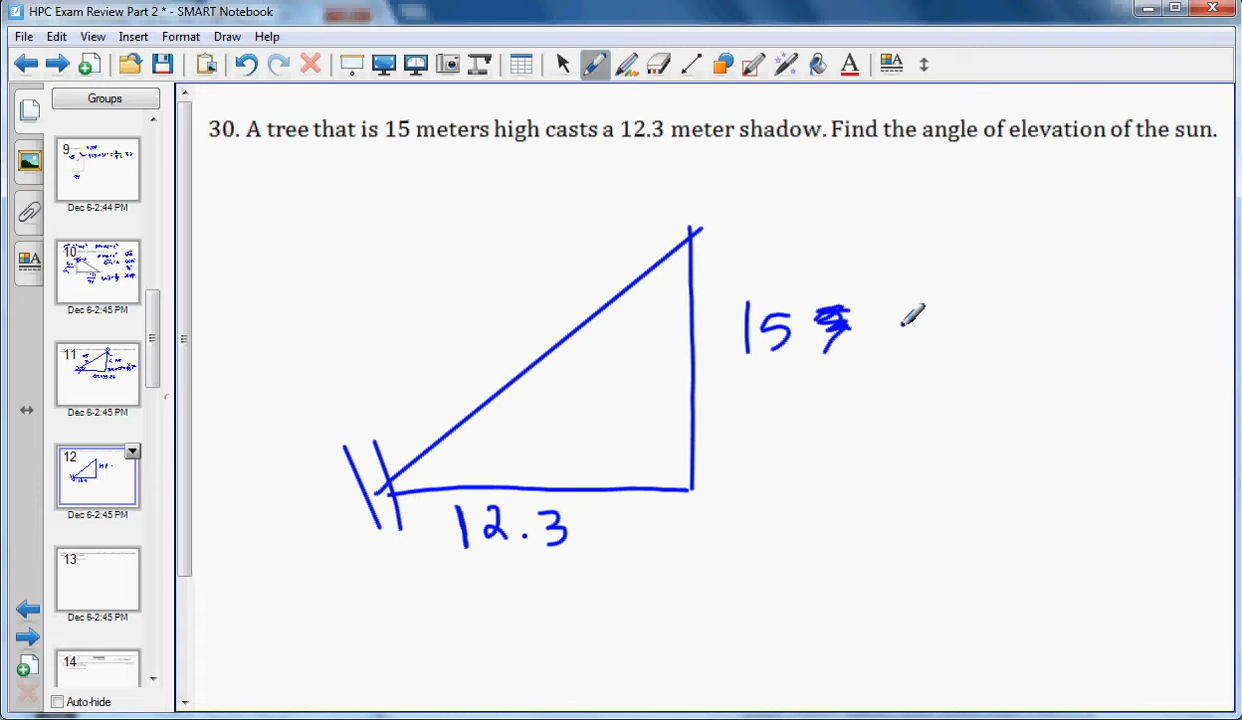 HPC Exam Review Part 2 * - SMART Notebook
File Edit View Insert Format Draw Help
Groups
30. A tree that is 15 meters high casts a 12.3 meter shadow. Find the angle of elevation of the sun.
9
Dec 6-2:44 PM
10
Dec 6-2:45 PM
11
Dec 6-2:45 PM
12
Dec 6-2:45 PM
13
Dec 6-2:45 PM
14
Auto-hide
15
12.3